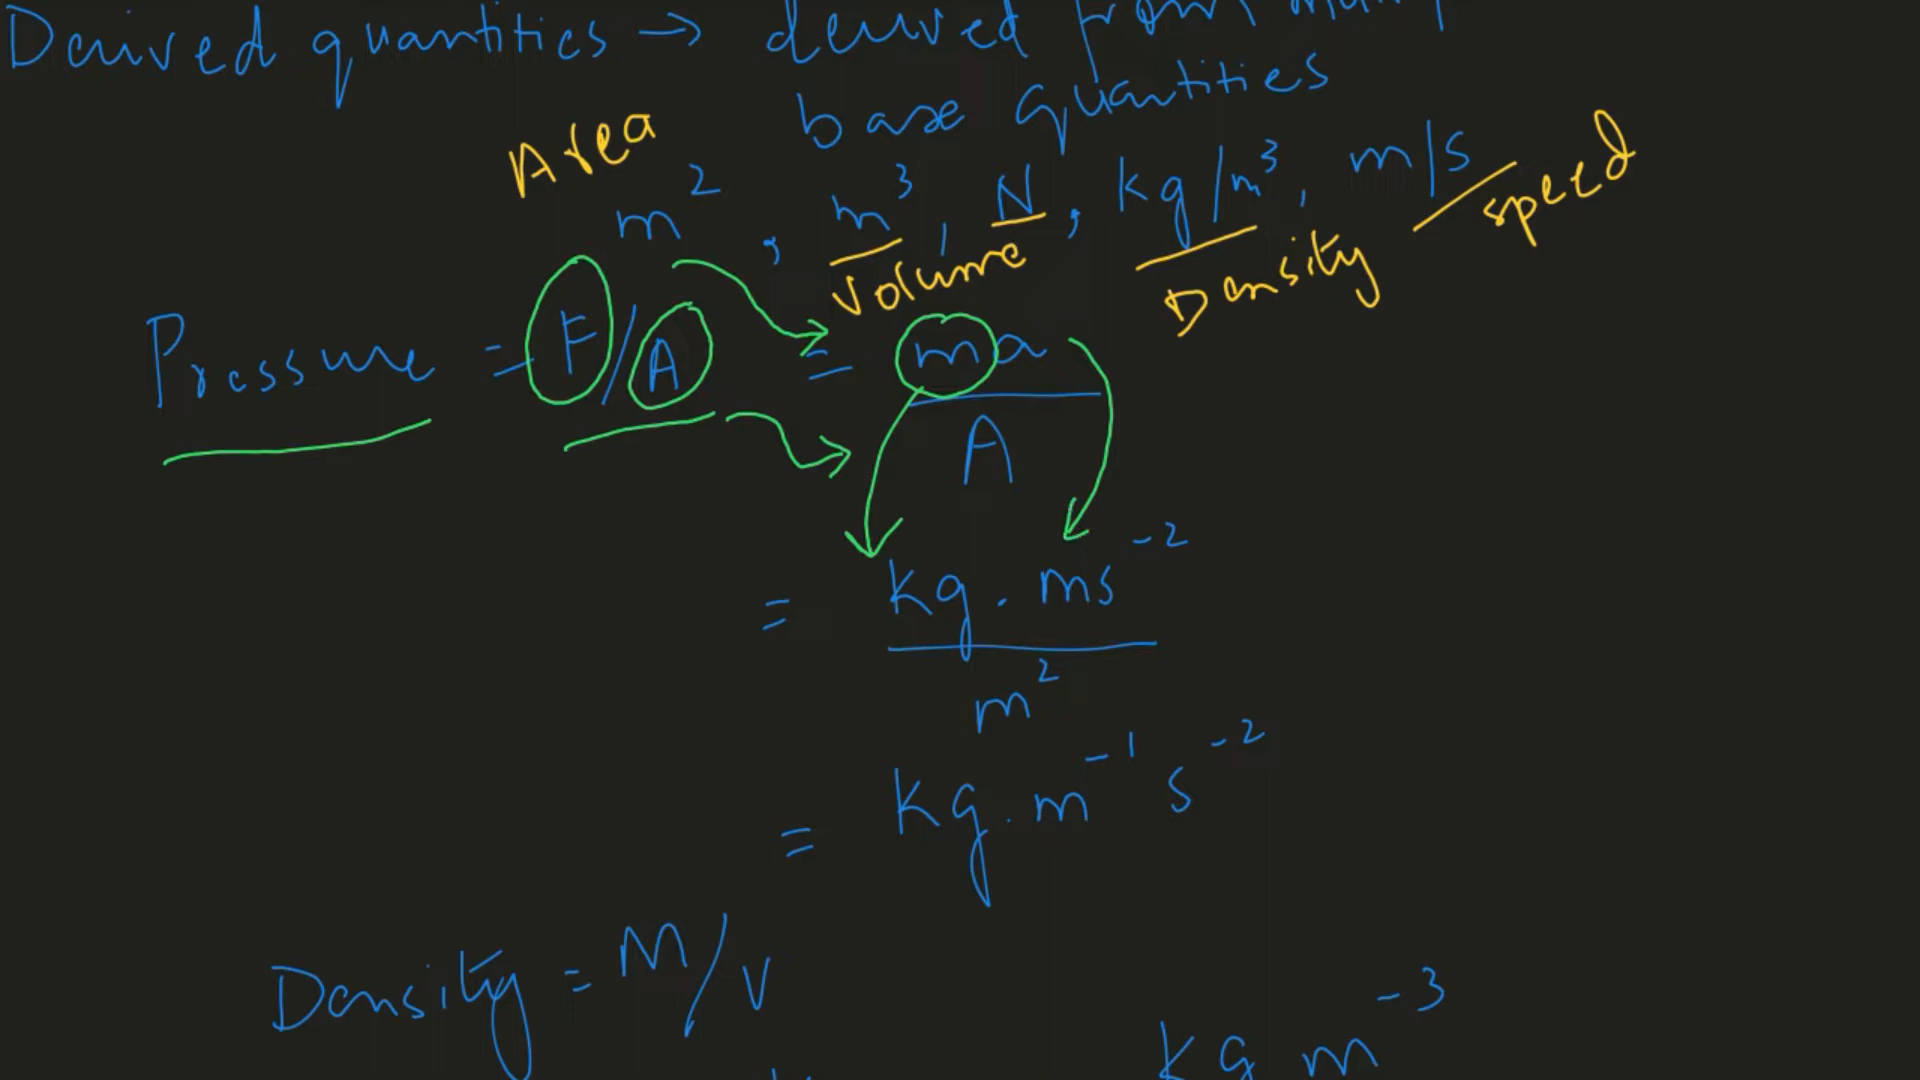 Derived quantities → derived from
base quantities
Area
m², m³, N, kg/m³, m/s
Volume Density speed
Pressure = F/A = ma
A
= kg . ms⁻²
m²
= kg . m⁻¹ s⁻²
Density = M/V
kg m⁻³